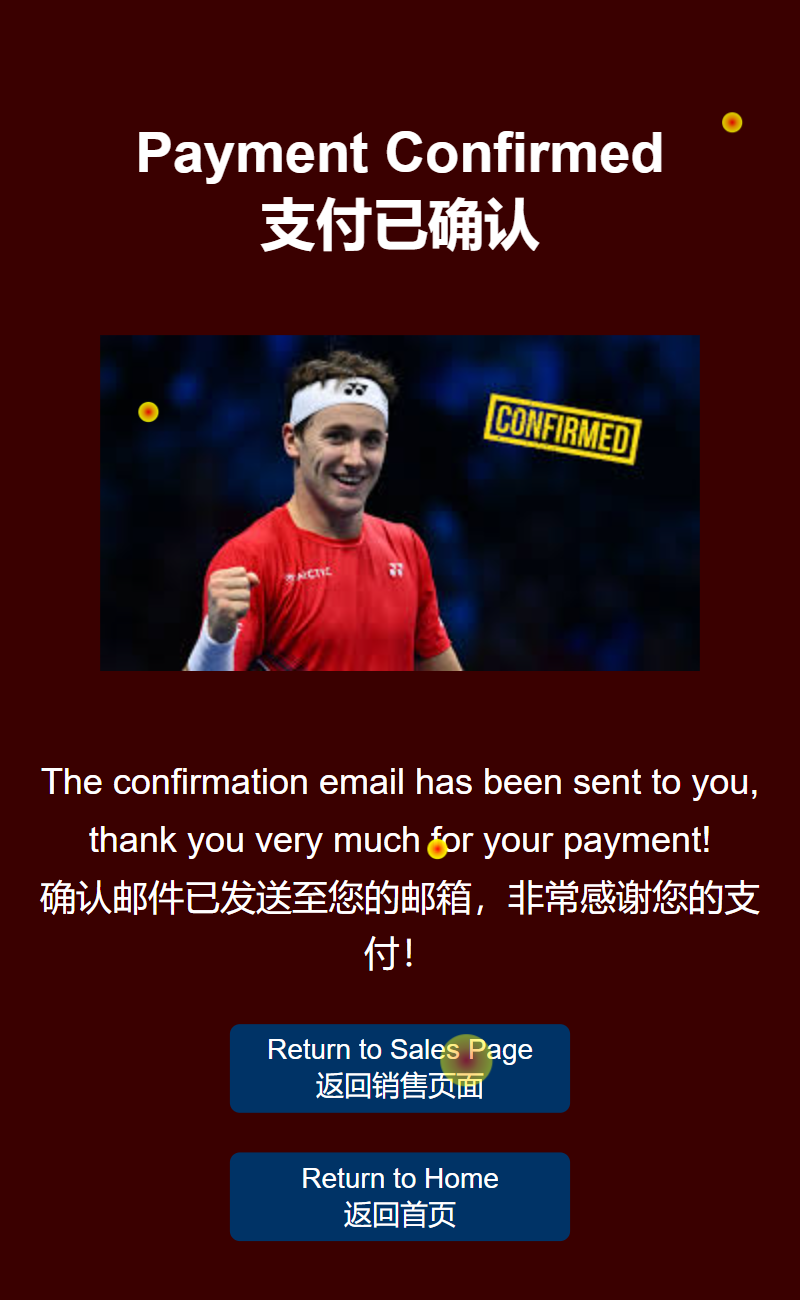 Payment Confirmed
支付已确认
CONFIRMED
ARCTIC
The confirmation email has been sent to you,
thank you very much for your payment!
确认邮件已发送至您的邮箱，非常感谢您的支
付！
Return to Sales Page
返回销售页面
Return to Home
返回首页